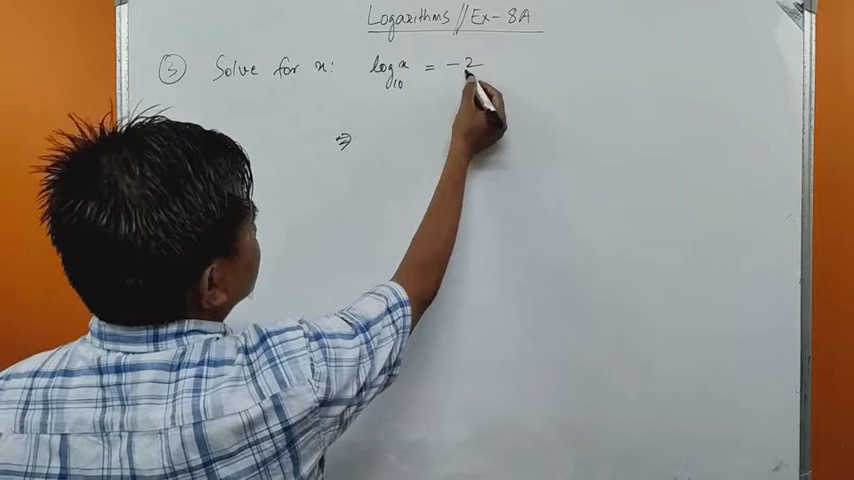 Logarithms // Ex - 8A
③ Solve for x: log₁₀ x = -2
⇒